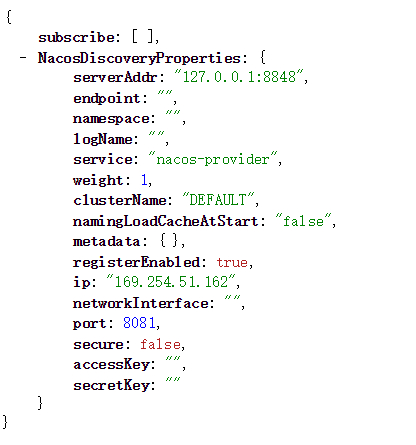 {
subscribe: [ ],
- NacosDiscoveryProperties: {
serverAddr: "127.0.0.1:8848",
endpoint: "",
namespace: "",
logName: "",
service: "nacos-provider",
weight: 1,
clusterName: "DEFAULT",
namingLoadCacheAtStart: "false",
metadata: { },
registerEnabled: true,
ip: "169.254.51.162",
networkInterface: "",
port: 8081,
secure: false,
accessKey: "",
secretKey: ""
}
}